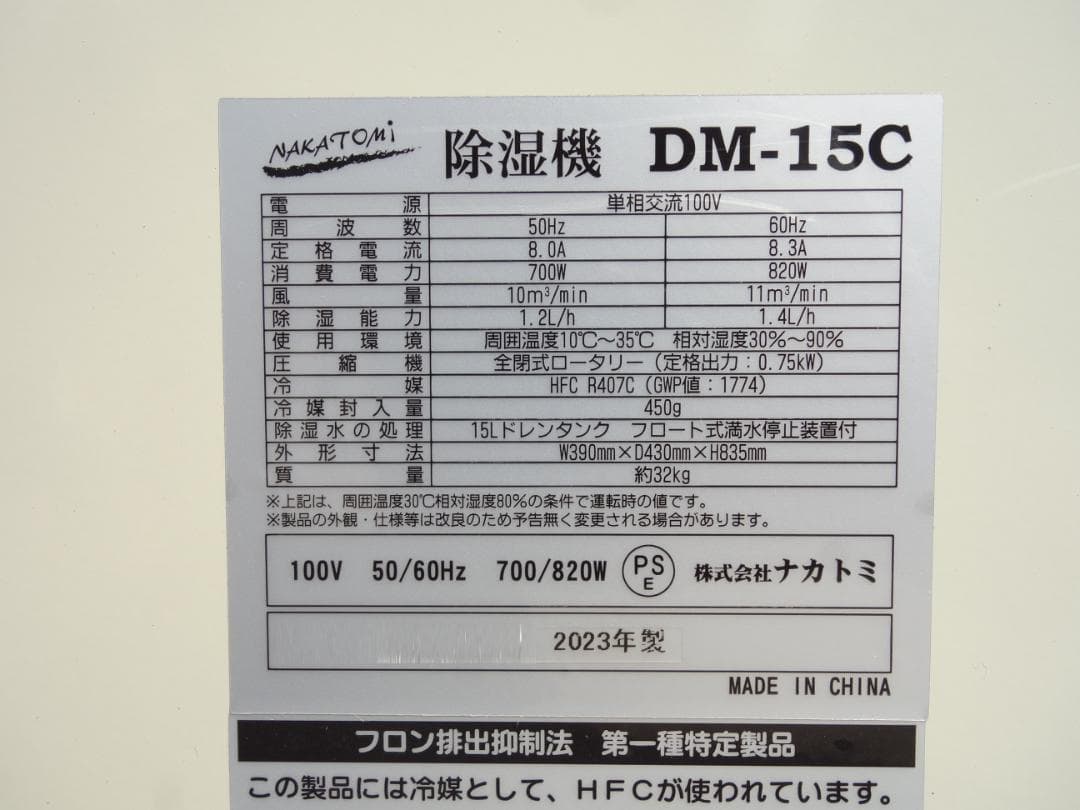 NAKATOMi 除湿機 DM-15C
電源 単相交流100V
周波数 50Hz 60Hz
定格電流 8.0A 8.3A
消費電力 700W 820W
風量 10m³/min 11m³/min
除湿能力 1.2L/h 1.4L/h
使用環境 周囲温度10℃～35℃ 相対湿度30%～90%
圧縮機 全閉式ロータリー（定格出力：0.75kW）
冷媒 HFC R407C（GWP値：1774）
冷媒封入量 450g
除湿水の処理 15Lドレンタンク フロート式満水停止装置付
外形寸法 W390mm×D430mm×H835mm
質量 約32kg
※上記は、周囲温度30℃相対湿度80%の条件で運転時の値です。
※製品の外観・仕様等は改良のため予告無く変更される場合があります。
100V 50/60Hz 700/820W PSE 株式会社ナカトミ
2023年製
MADE IN CHINA
フロン排出抑制法 第一種特定製品
この製品には冷媒として、HFCが使われています。